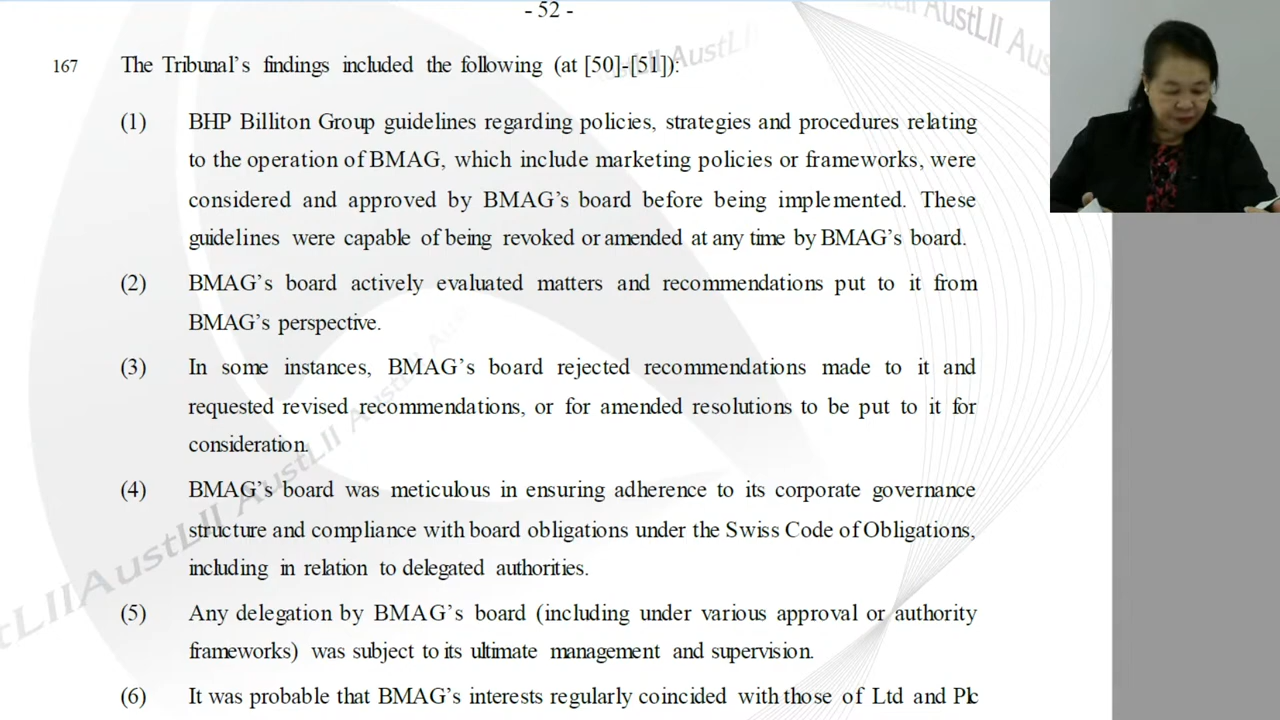 - 52 -
167 The Tribunal's findings included the following (at [50]-[51]):
(1) BHP Billiton Group guidelines regarding policies, strategies and procedures relating
to the operation of BMAG, which include marketing policies or frameworks, were
considered and approved by BMAG's board before being implemented. These
guidelines were capable of being revoked or amended at any time by BMAG's board.
(2) BMAG's board actively evaluated matters and recommendations put to it from
BMAG's perspective.
(3) In some instances, BMAG's board rejected recommendations made to it and
requested revised recommendations, or for amended resolutions to be put to it for
consideration.
(4) BMAG's board was meticulous in ensuring adherence to its corporate governance
structure and compliance with board obligations under the Swiss Code of Obligations,
including in relation to delegated authorities.
(5) Any delegation by BMAG's board (including under various approval or authority
frameworks) was subject to its ultimate management and supervision.
(6) It was probable that BMAG's interests regularly coincided with those of Ltd and Plc
AustLII AustLII AustLII AustLII
AustLII AustLII
AustLII